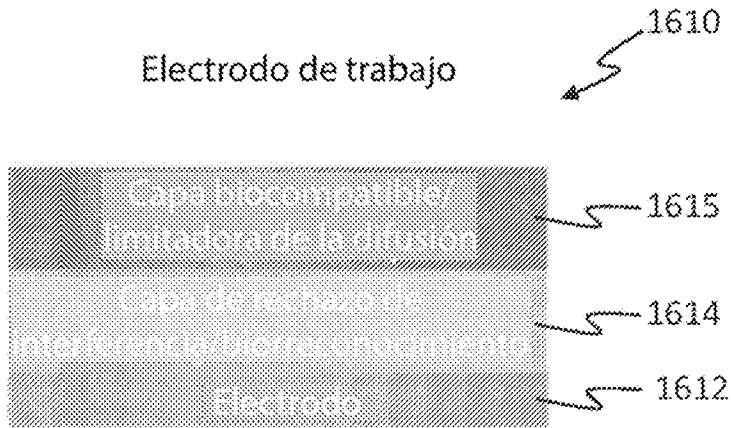 1610
Electrodo de trabajo
Capa biocompatible/
limitadora de la difusión
1615
Capa de rechazo de
interferencia/biorreconocimiento
1614
Electrodo
1612